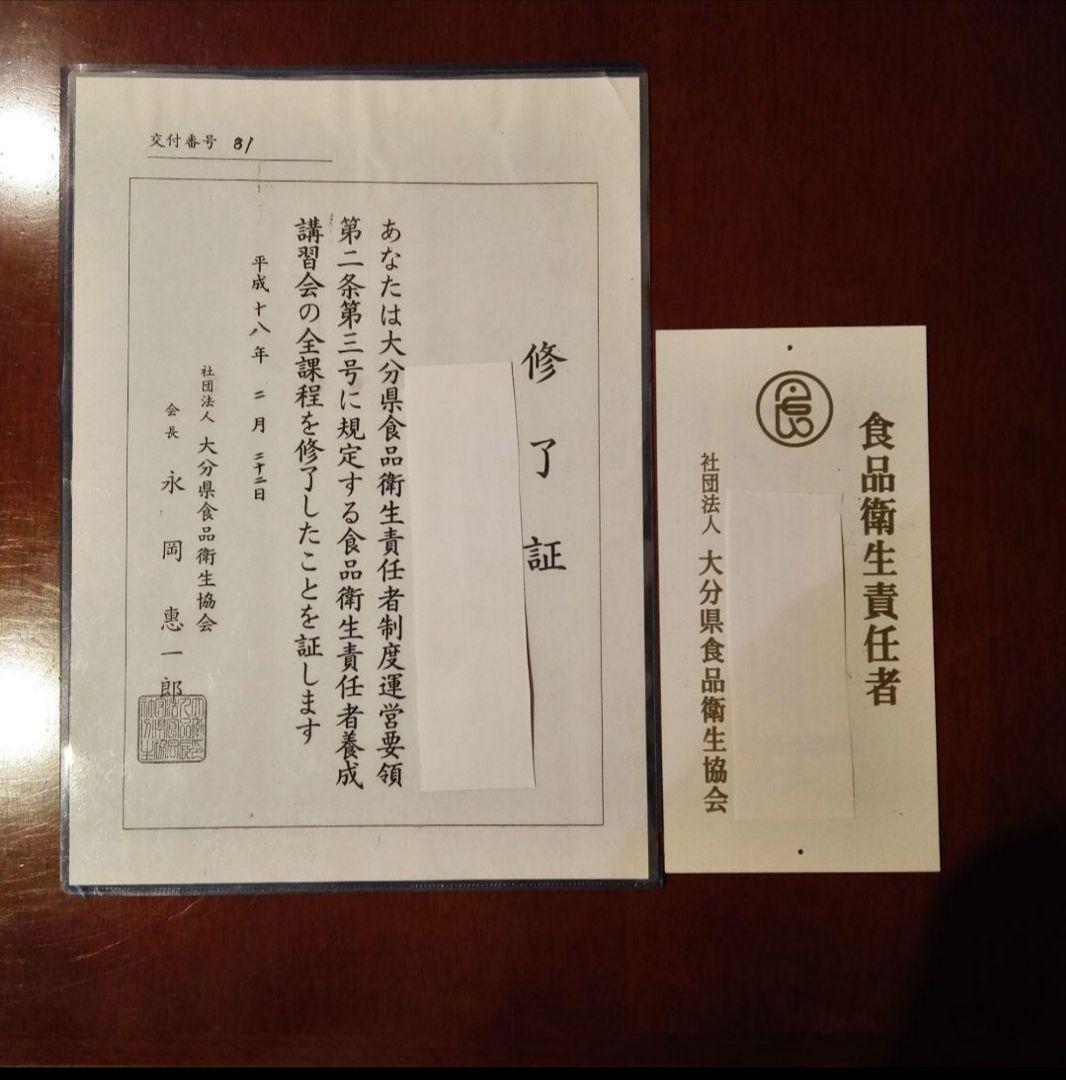 交付番号 31
修了証
あなたは大分県食品衛生責任者制度運営要領
第二条第三号に規定する食品衛生責任者養成
講習会の全課程を修了したことを証します
平成十八年 二月 二十二日
社団法人 大分県食品衛生協会
会長 永岡惠一郎
食品衛生責任者
社団法人 大分県食品衛生協会